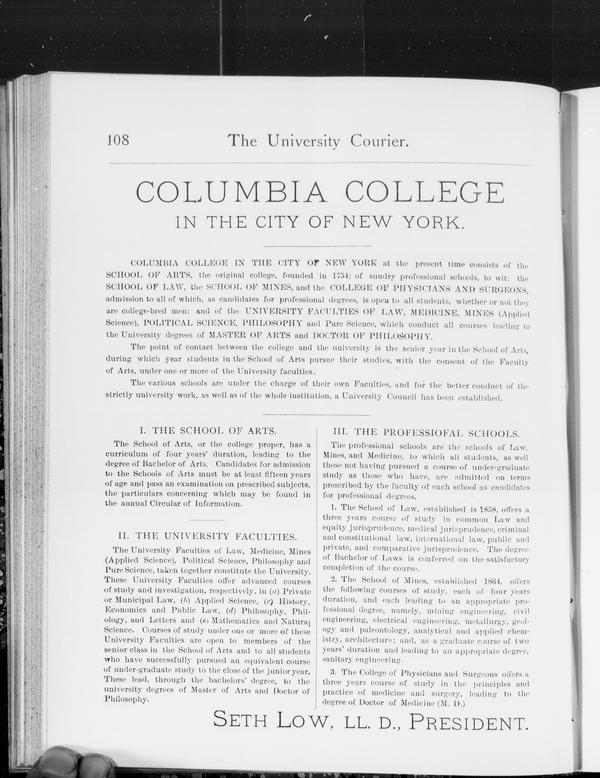 108 The University Courier.
COLUMBIA COLLEGE
IN THE CITY OF NEW YORK.
COLUMBIA COLLEGE IN THE CITY OF NEW YORK at the present time consists of the
SCHOOL OF ARTS, the original college, founded in 1754; of sundry professional schools, to wit: the
SCHOOL OF LAW, the SCHOOL OF MINES, and the COLLEGE OF PHYSICIANS AND SURGEONS,
admission to all of which, as candidates for professional degrees, is open to all students, whether or not they
are college-bred men; and of the UNIVERSITY FACULTIES OF LAW, MEDICINE, MINES (Applied
Science), POLITICAL SCIENCE, PHILOSOPHY and Pure Science, which conduct all courses leading to
the University degrees of MASTER OF ARTS and DOCTOR OF PHILOSOPHY.
The point of contact between the college and the university is the senior year in the School of Arts,
during which year students in the School of Arts pursue their studies, with the consent of the Faculty
of Arts, under one or more of the University faculties.
The various schools are under the charge of their own Faculties, and for the better conduct of the
strictly university work, as well as of the whole institution, a University Council has been established.
I. THE SCHOOL OF ARTS.
The School of Arts, or the college proper, has a
curriculum of four years' duration, leading to the
degree of Bachelor of Arts. Candidates for admission
to the Schools of Arts must be at least fifteen years
of age and pass an examination on prescribed subjects,
the particulars concerning which may be found in
the annual Circular of Information.
II. THE UNIVERSITY FACULTIES.
The University Faculties of Law, Medicine, Mines
(Applied Science), Political Science, Philosophy and
Pure Science, taken together constitute the University.
These University Faculties offer advanced courses
of study and investigation, respectively, in (a) Private
or Municipal Law, (b) Applied Science, (c) History,
Economics and Public Law, (d) Philosophy, Phil-
ology, and Letters and (e) Mathematics and Natural
Science. Courses of study under one or more of these
University Faculties are open to members of the
senior class in the School of Arts and to all students
who have successfully pursued an equivalent course
of under-graduate study to the close of the junior year.
These lead, through the bachelors' degree, to the
university degrees of Master of Arts and Doctor of
Philosophy.
III. THE PROFESSIOFAL SCHOOLS.
The professional schools are the schools of Law,
Mines, and Medicine, to which all students, as well
those not having pursued a course of under-graduate
study as those who have, are admitted on terms
prescribed by the faculty of each school as candidates
for professional degrees.
1. The School of Law, established is 1858, offers a
three years course of study in common Law and
equity jurisprudence, medical jurisprudence, criminal
and constitutional law, international law, public and
private, and comparative jurisprudence. The degree
of Bachelor of Laws is conferred on the satisfactory
completion of the course.
2. The School of Mines, established 1864, offers
the following courses of study, each of four years
duration, and each leading to an appropriate pro-
fessional degree, namely, mining engineering, civil
engineering, electrical engineering, metallurgy, geol-
ogy and paleontology, analytical and applied chem-
istry, architecture; and, as a graduate course of two
years' duration and leading to an appropriate degree,
sanitary engineering.
3. The College of Physicians and Surgeons offers a
three years course of study in the principles and
practice of medicine and surgery, leading to the
degree of Doctor of Medicine (M. D.)
SETH LOW, LL. D., PRESIDENT.